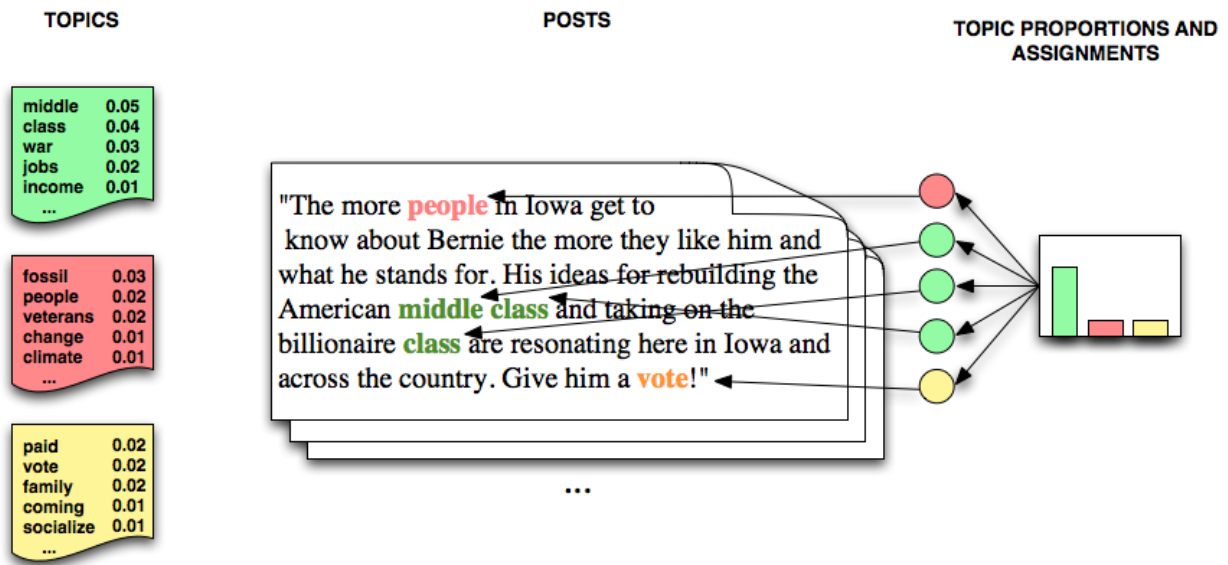 TOPICS
POSTS
TOPIC PROPORTIONS AND
ASSIGNMENTS
middle 0.05
class 0.04
war 0.03
jobs 0.02
income 0.01
...
fossil 0.03
people 0.02
veterans 0.02
change 0.01
climate 0.01
...
paid 0.02
vote 0.02
family 0.02
coming 0.01
socialize 0.01
...
"The more people in Iowa get to
know about Bernie the more they like him and
what he stands for. His ideas for rebuilding the
American middle class and taking on the
billionaire class are resonating here in Iowa and
across the country. Give him a vote!"
...